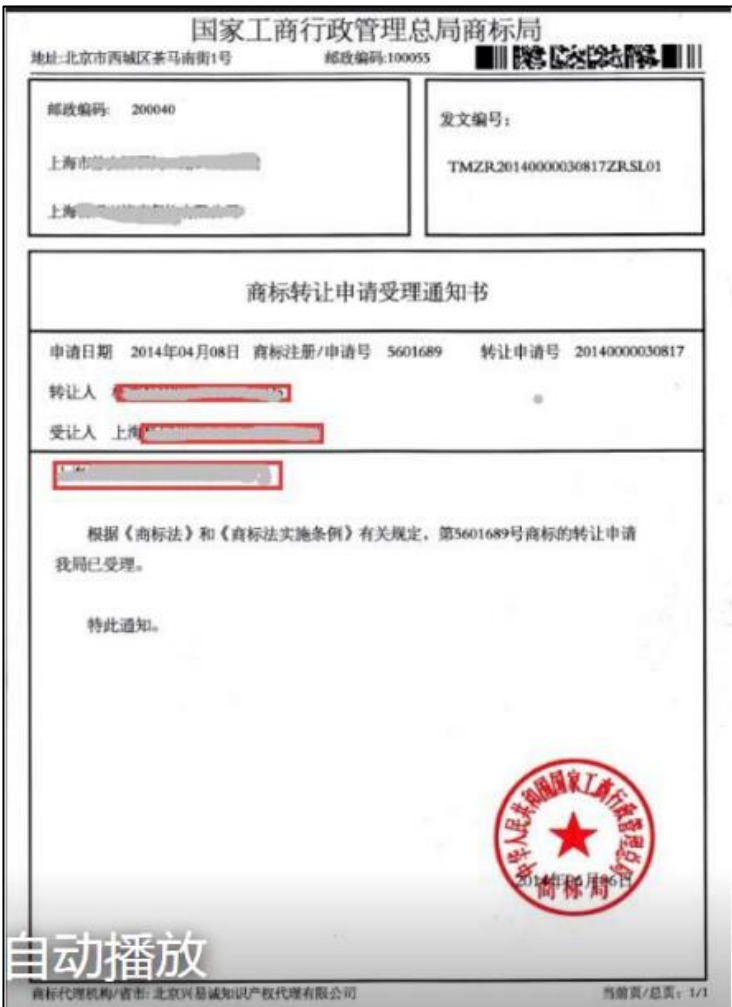 国家工商行政管理总局商标局
地址:北京市西城区茶马南街1号 邮政编码:100055
邮政编码: 200040
上海市
上海
发文编号:
TMZR20140000030817ZRSL01
商标转让申请受理通知书
申请日期 2014年04月08日 商标注册/申请号 5601689 转让申请号 20140000030817
转让人
受让人 上海
根据《商标法》和《商标法实施条例》有关规定，第5601689号商标的转让申请
我局已受理。
特此通知。
中华人民共和国国家工商行政管理总局
商标局
自动播放
商标代理机构/省市: 北京兴易诚知识产权代理有限公司 当前页/总页: 1/1